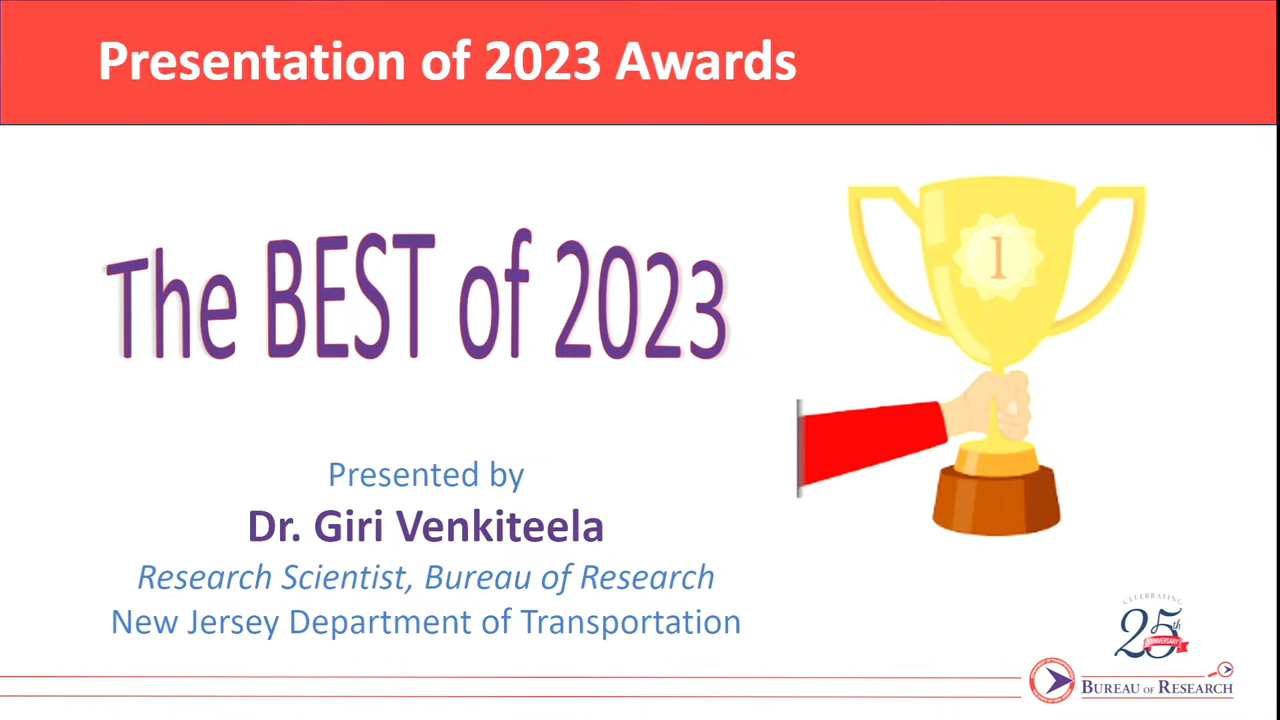 Presentation of 2023 Awards
The BEST of 2023
1
Presented by
Dr. Giri Venkiteela
Research Scientist, Bureau of Research
New Jersey Department of Transportation
CELEBRATING
25th
ANNIVERSARY
BUREAU OF RESEARCH